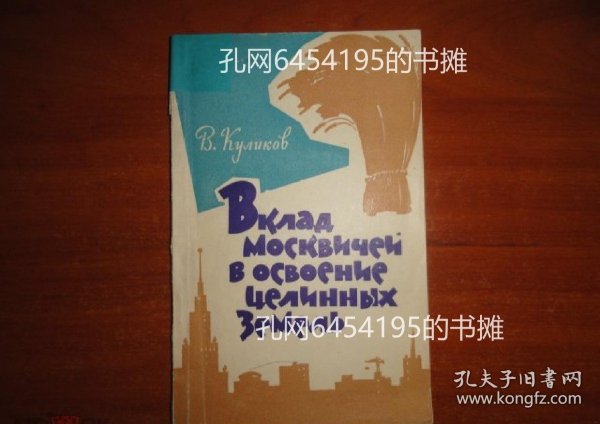 孔网6454195的书摊
В. Куликов
Вклад
москвичей
в освоение
целинных
孔网6454195的书摊
孔夫子旧书网
www.kongfz.com